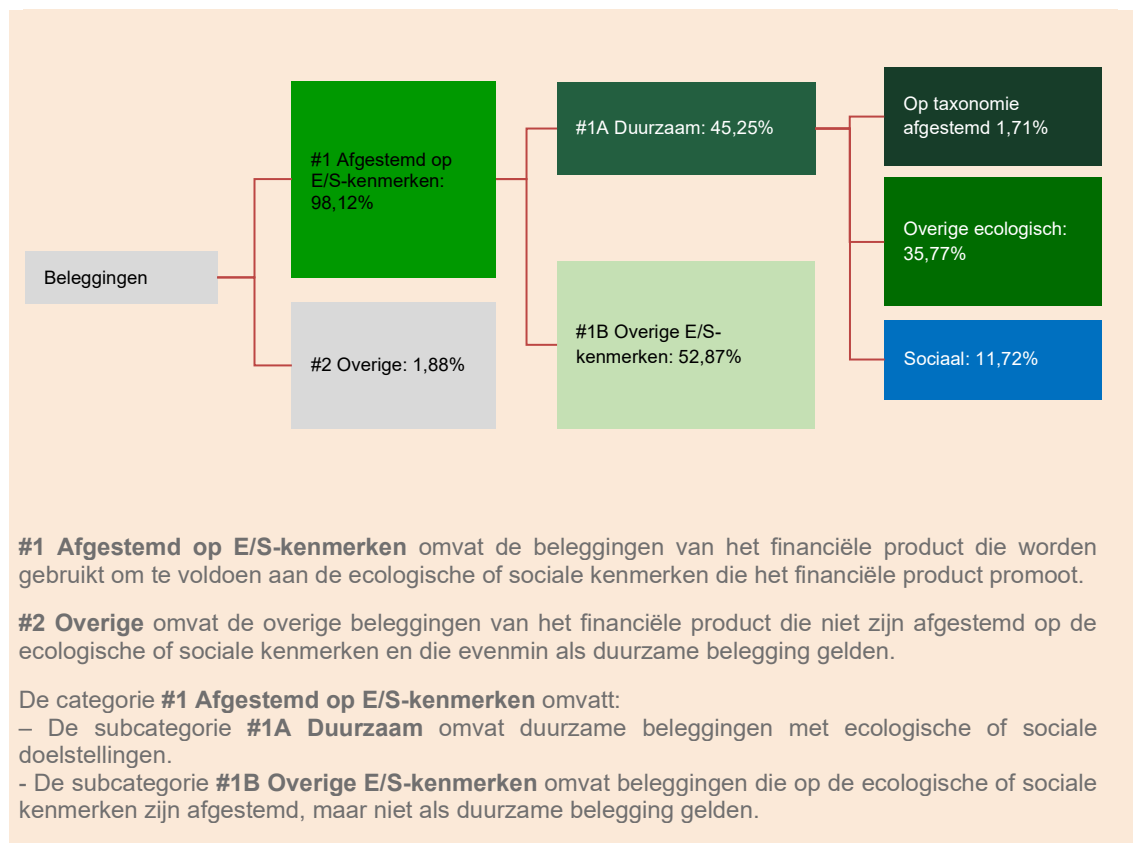 Beleggingen
#1 Afgestemd op
E/S-kenmerken:
98,12%
#2 Overige: 1,88%
#1A Duurzaam: 45,25%
#1B Overige E/S-
kenmerken: 52,87%
Op taxonomie
afgestemd 1,71%
Overige ecologisch:
35,77%
Sociaal: 11,72%
#1 Afgestemd op E/S-kenmerken omvat de beleggingen van het financiële product die worden
gebruikt om te voldoen aan de ecologische of sociale kenmerken die het financiële product promoot.
#2 Overige omvat de overige beleggingen van het financiële product die niet zijn afgestemd op de
ecologische of sociale kenmerken en die evenmin als duurzame belegging gelden.
De categorie #1 Afgestemd op E/S-kenmerken omvatt:
– De subcategorie #1A Duurzaam omvat duurzame beleggingen met ecologische of sociale
doelstellingen.
- De subcategorie #1B Overige E/S-kenmerken omvat beleggingen die op de ecologische of sociale
kenmerken zijn afgestemd, maar niet als duurzame belegging gelden.